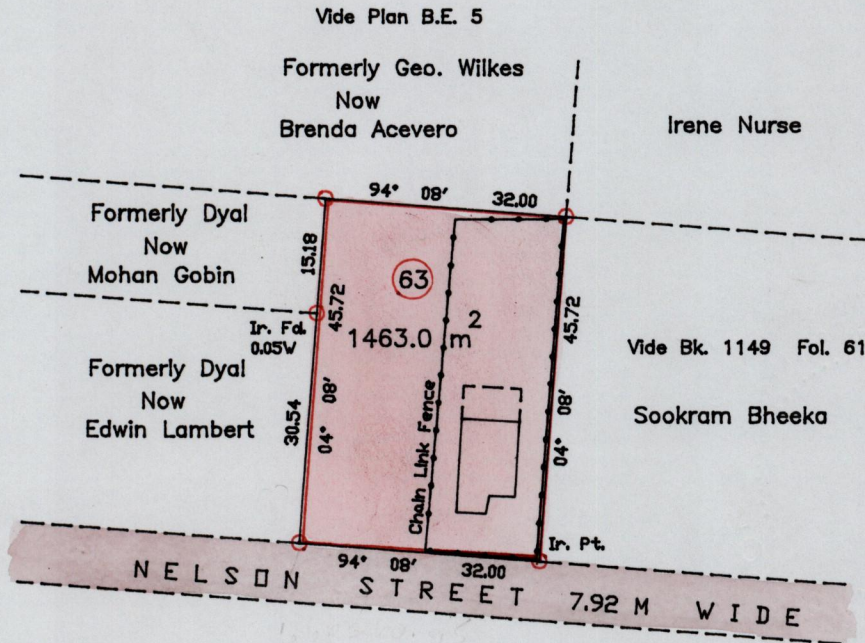 Vide Plan B.E. 5
Formerly Geo. Wilkes
Now
Brenda Acevero
Irene Nurse
94° 08' 32.00
Formerly Dyal
Now
Mohan Gobin
15.18
45.72
63
1463.0 m²
Ir. Fd.
0.05W
45.72
Vide Bk. 1149 Fol. 61
Formerly Dyal
Now
Edwin Lambert
30.54
04° 08'
Chain Link Fence
04° 08'
Sookram Bheeka
Ir. Pt.
94° 08' 32.00
NELSON STREET 7.92 M WIDE